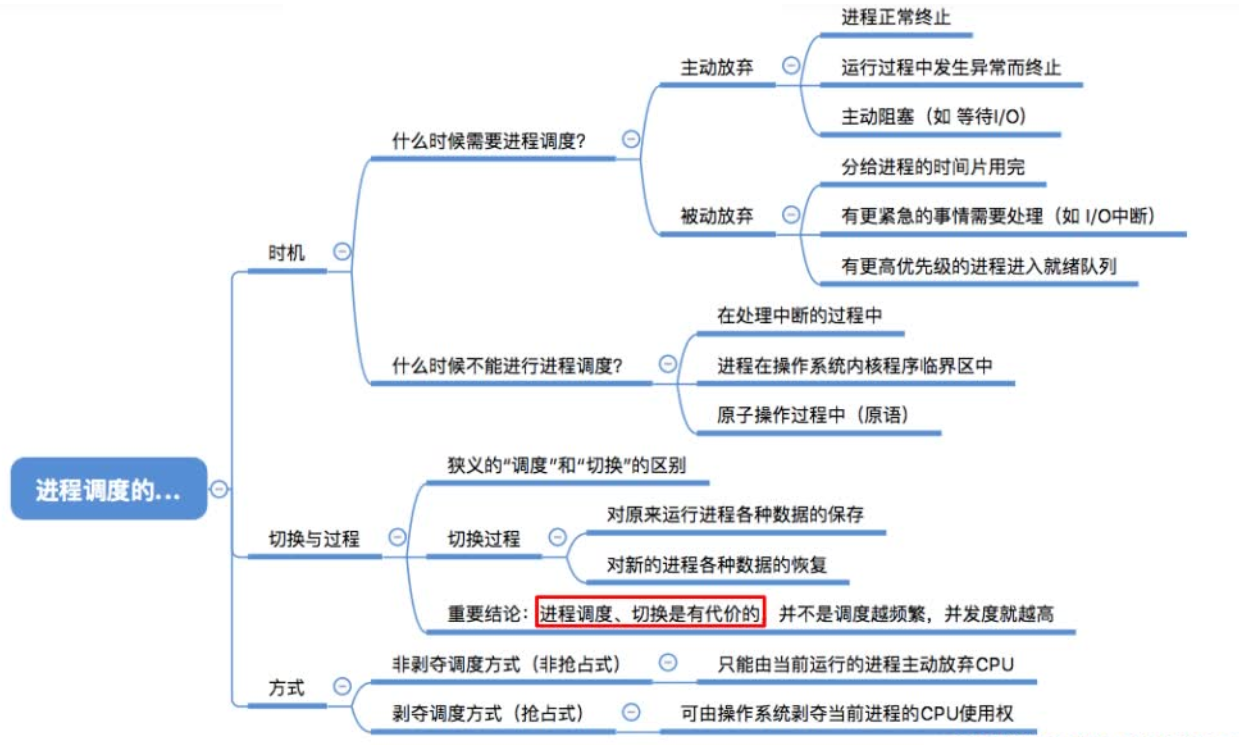 进程调度的...
时机
什么时候需要进程调度？
主动放弃
进程正常终止
运行过程中发生异常而终止
主动阻塞（如 等待I/O）
被动放弃
分给进程的时间片用完
有更紧急的事情需要处理（如 I/O中断）
有更高优先级的进程进入就绪队列
什么时候不能进行进程调度？
在处理中断的过程中
进程在操作系统内核程序临界区中
原子操作过程中（原语）
切换与过程
狭义的“调度”和“切换”的区别
切换过程
对原来运行进程各种数据的保存
对新的进程各种数据的恢复
重要结论：进程调度、切换是有代价的，并不是调度越频繁，并发度就越高
方式
非剥夺调度方式（非抢占式）
只能由当前运行的进程主动放弃CPU
剥夺调度方式（抢占式）
可由操作系统剥夺当前进程的CPU使用权